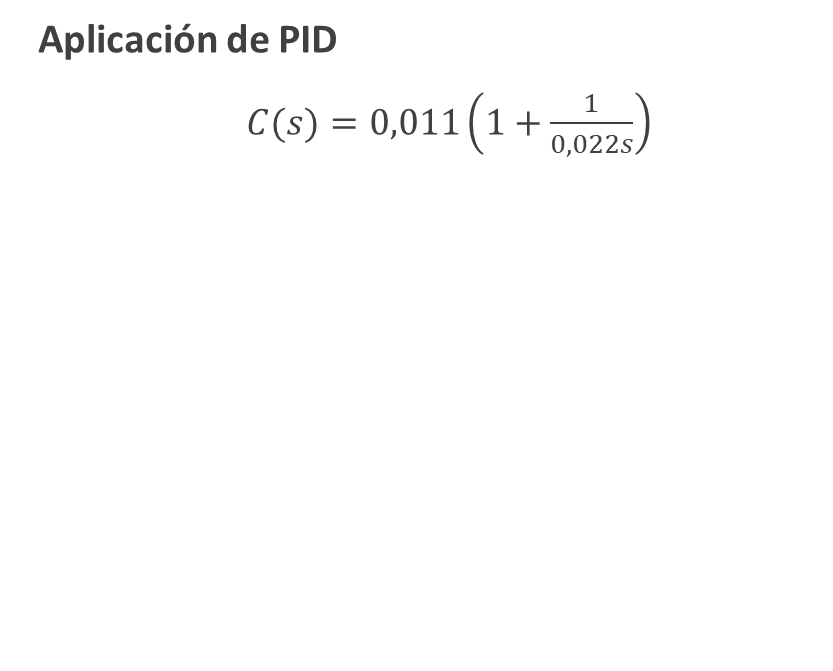 Aplicación de PID
C(s) = 0,011(1 + 1/0,022s)